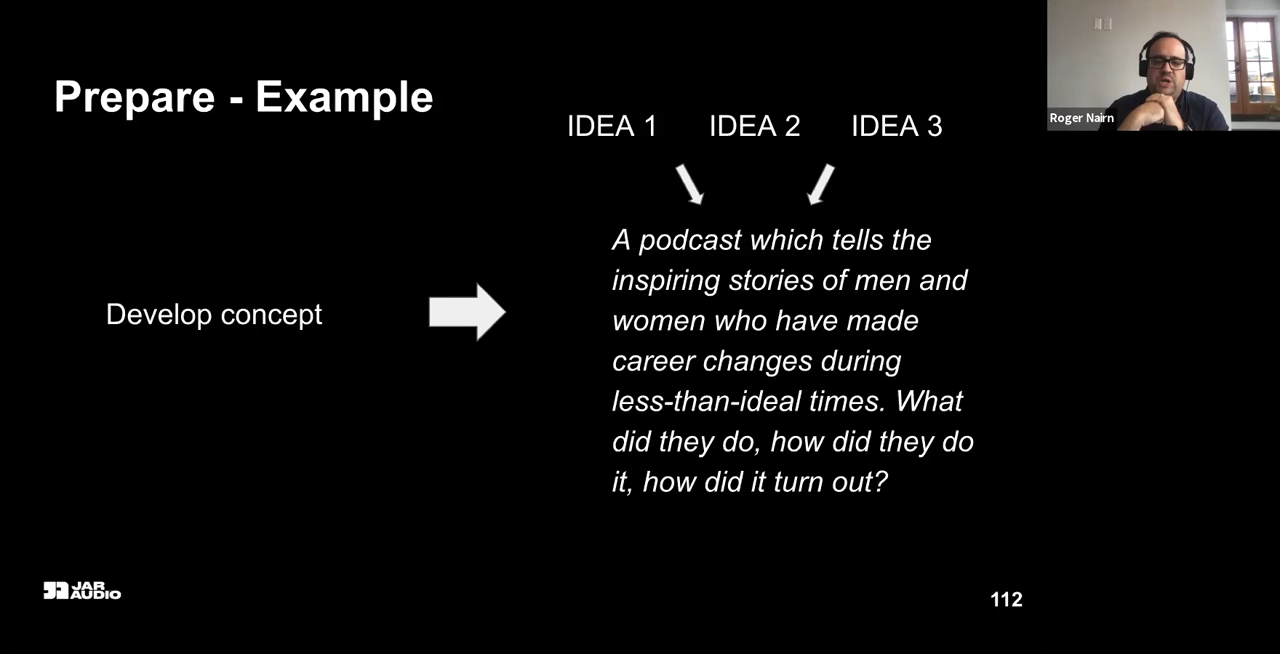 Prepare - Example
IDEA 1 IDEA 2 IDEA 3
Develop concept
A podcast which tells the
inspiring stories of men and
women who have made
career changes during
less-than-ideal times. What
did they do, how did they do
it, how did it turn out?
JAR
AUDIO
112
Roger Nairn